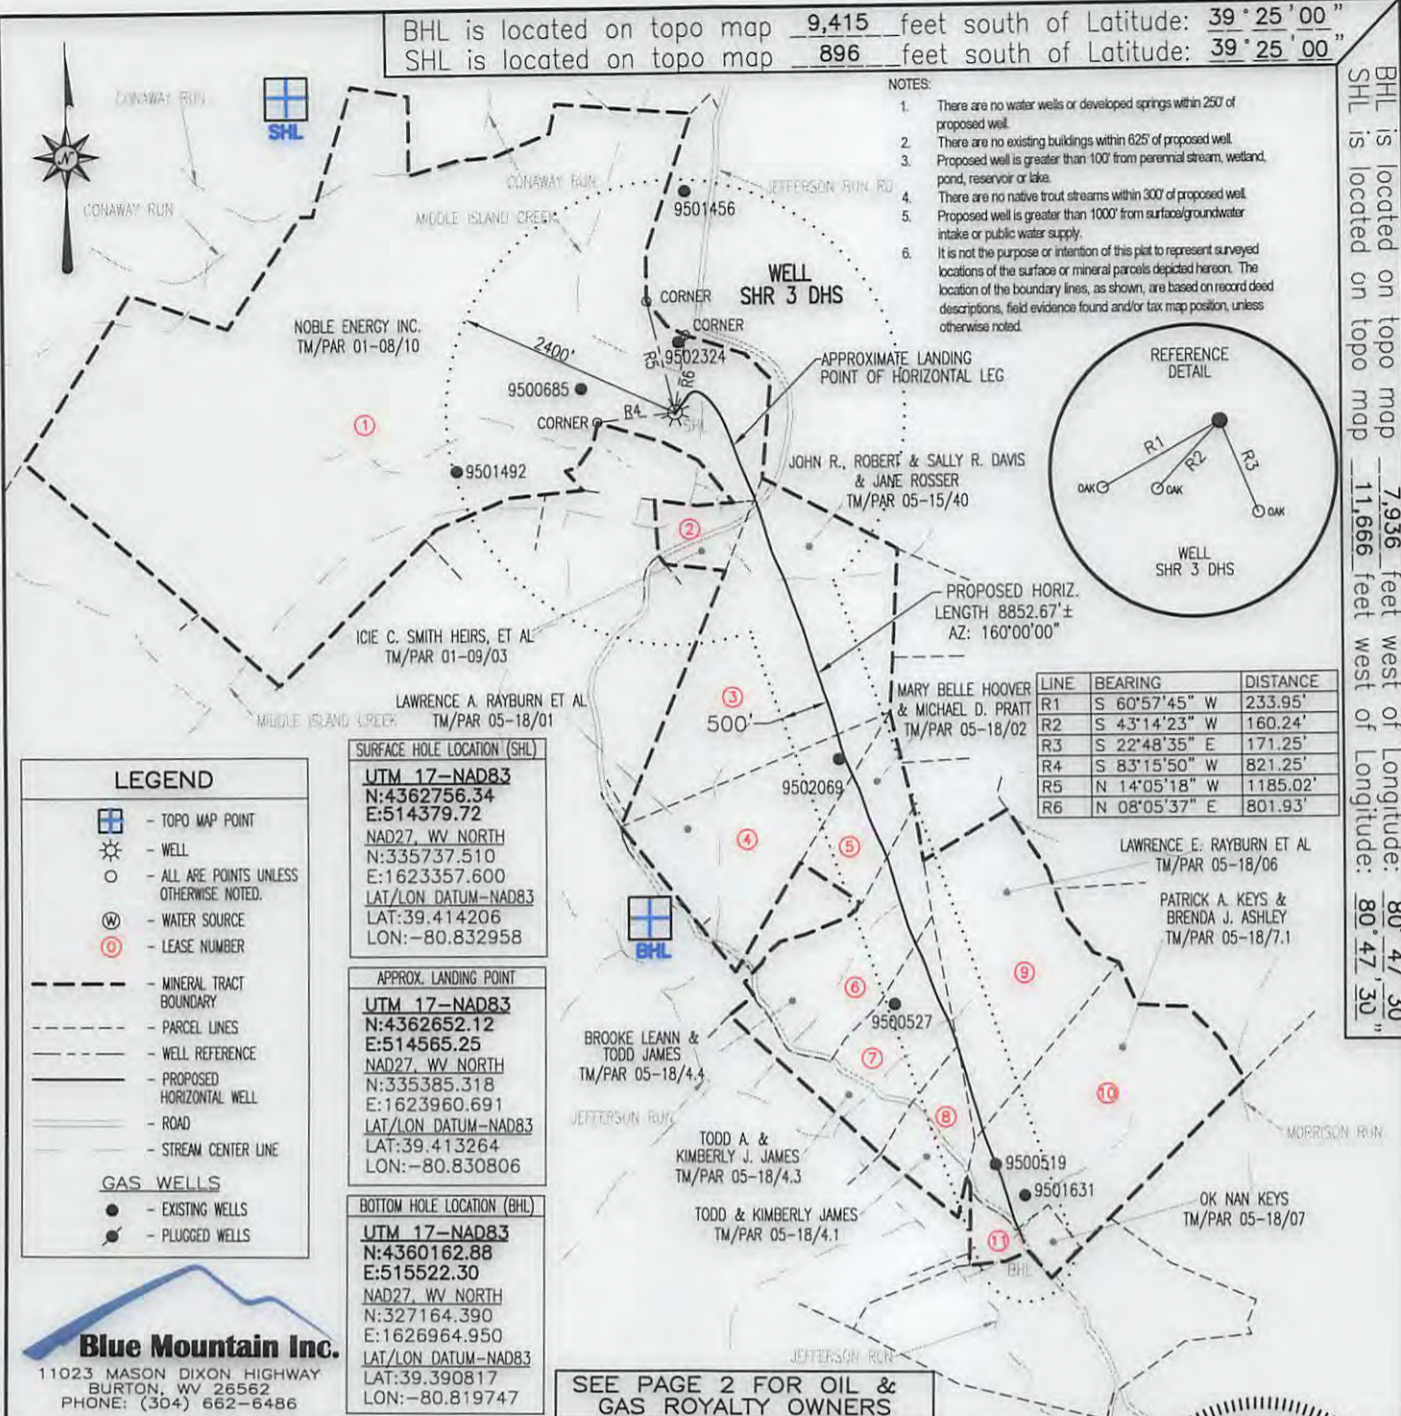 BHL is located on topo map 9,415 feet south of Latitude: 39°25'00"
SHL is located on topo map 896 feet south of Latitude: 39°25'00"
BHL is located on topo map 7,936 feet west of Longitude: 80°47'30"
SHL is located on topo map 11,666 feet west of Longitude: 80°47'30"
NOTES:
1. There are no water wells or developed springs within 250' of
proposed well.
2. There are no existing buildings within 625' of proposed well.
3. Proposed well is greater than 100' from perennial stream, wetland,
pond, reservoir or lake.
4. There are no native trout streams within 300' of proposed well.
5. Proposed well is greater than 1000' from surface/groundwater
intake or public water supply.
6. It is not the purpose or intention of this plat to represent surveyed
locations of the surface or mineral parcels depicted hereon. The
location of the boundary lines, as shown, are based on record deed
descriptions, field evidence found and/or tax map position, unless
otherwise noted.
CONAWAY RUN
SHL
N
CONAWAY RUN
CONAWAY RUN
MIDDLE ISLAND CREEK
JEFFERSON RUN RD
9501456
WELL
SHR 3 DHS
CORNER
CORNER
NOBLE ENERGY INC.
TM/PAR 01-08/10
2400'
R5
R6
9502324
9500685
R4
CORNER
SHL
1
9501492
APPROXIMATE LANDING
POINT OF HORIZONTAL LEG
REFERENCE
DETAIL
R1
R2
R3
OAK
OAK
OAK
WELL
SHR 3 DHS
JOHN R., ROBERT & SALLY R. DAVIS
& JANE ROSSER
TM/PAR 05-15/40
2
PROPOSED HORIZ.
LENGTH 8852.67'±
AZ: 160°00'00"
ICIE C. SMITH HEIRS, ET AL
TM/PAR 01-09/03
LAWRENCE A. RAYBURN ET AL
TM/PAR 05-18/01
MIDDLE ISLAND CREEK
3
500'
MARY BELLE HOOVER
& MICHAEL D. PRATT
TM/PAR 05-18/02
LINE BEARING DISTANCE
R1 S 60°57'45" W 233.95'
R2 S 43°14'23" W 160.24'
R3 S 22°48'35" E 171.25'
R4 S 83°15'50" W 821.25'
R5 N 14°05'18" W 1185.02'
R6 N 08°05'37" E 801.93'
9502069
4
5
LAWRENCE E. RAYBURN ET AL
TM/PAR 05-18/06
PATRICK A. KEYS &
BRENDA J. ASHLEY
TM/PAR 05-18/7.1
BHL
6
9
9500527
BROOKE LEANN &
TODD JAMES
TM/PAR 05-18/4.4
7
10
8
JEFFERSON RUN
MORRISON RUN
TODD A. &
KIMBERLY J. JAMES
TM/PAR 05-18/4.3
9500519
9501631
TODD & KIMBERLY JAMES
TM/PAR 05-18/4.1
OK NAN KEYS
TM/PAR 05-18/07
11
BHL
JEFFERSON RUN
LEGEND
- TOPO MAP POINT
- WELL
- ALL ARE POINTS UNLESS
OTHERWISE NOTED.
W - WATER SOURCE
0 - LEASE NUMBER
- MINERAL TRACT
BOUNDARY
- PARCEL LINES
- WELL REFERENCE
- PROPOSED
HORIZONTAL WELL
- ROAD
- STREAM CENTER LINE
GAS WELLS
- EXISTING WELLS
- PLUGGED WELLS
SURFACE HOLE LOCATION (SHL)
UTM 17-NAD83
N:4362756.34
E:514379.72
NAD27, WV NORTH
N:335737.510
E:1623357.600
LAT/LON DATUM-NAD83
LAT:39.414206
LON:-80.832958
APPROX. LANDING POINT
UTM 17-NAD83
N:4362652.12
E:514565.25
NAD27, WV NORTH
N:335385.318
E:1623960.691
LAT/LON DATUM-NAD83
LAT:39.413264
LON:-80.830806
BOTTOM HOLE LOCATION (BHL)
UTM 17-NAD83
N:4360162.88
E:515522.30
NAD27, WV NORTH
N:327164.390
E:1626964.950
LAT/LON DATUM-NAD83
LAT:39.390817
LON:-80.819747
Blue Mountain Inc.
11023 MASON DIXON HIGHWAY
BURTON, WV 26562
PHONE: (304) 662-6486
SEE PAGE 2 FOR OIL &
GAS ROYALTY OWNERS